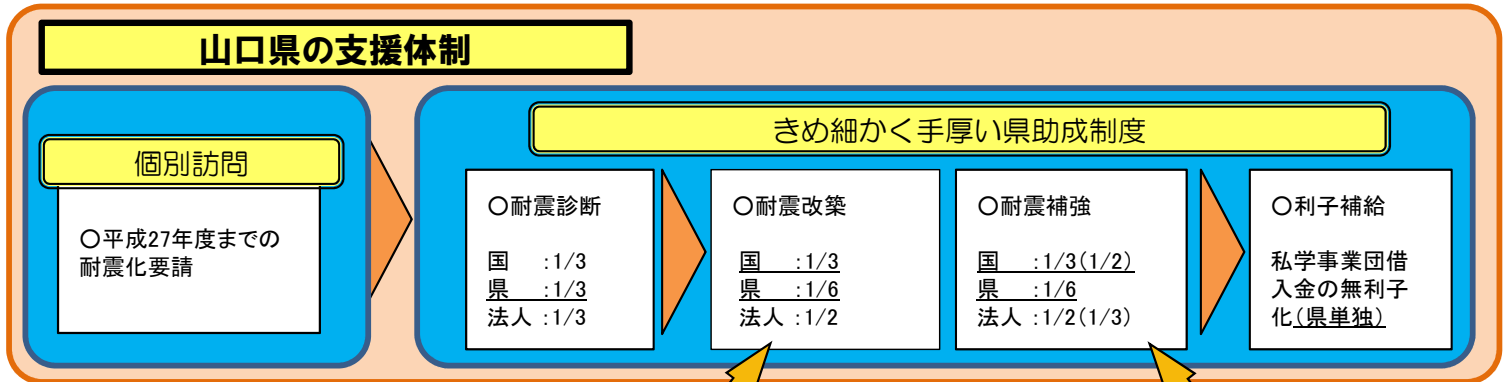 山口県の支援体制
個別訪問
〇平成27年度までの
耐震化要請
きめ細かく手厚い県助成制度
〇耐震診断
国　:1/3
県　:1/3
法人 :1/3
〇耐震改築
国　:1/3
県　:1/6
法人 :1/2
〇耐震補強
国　:1/3(1/2)
県　:1/6
法人 :1/2(1/3)
〇利子補給
私学事業団借
入金の無利子
化(県単独)